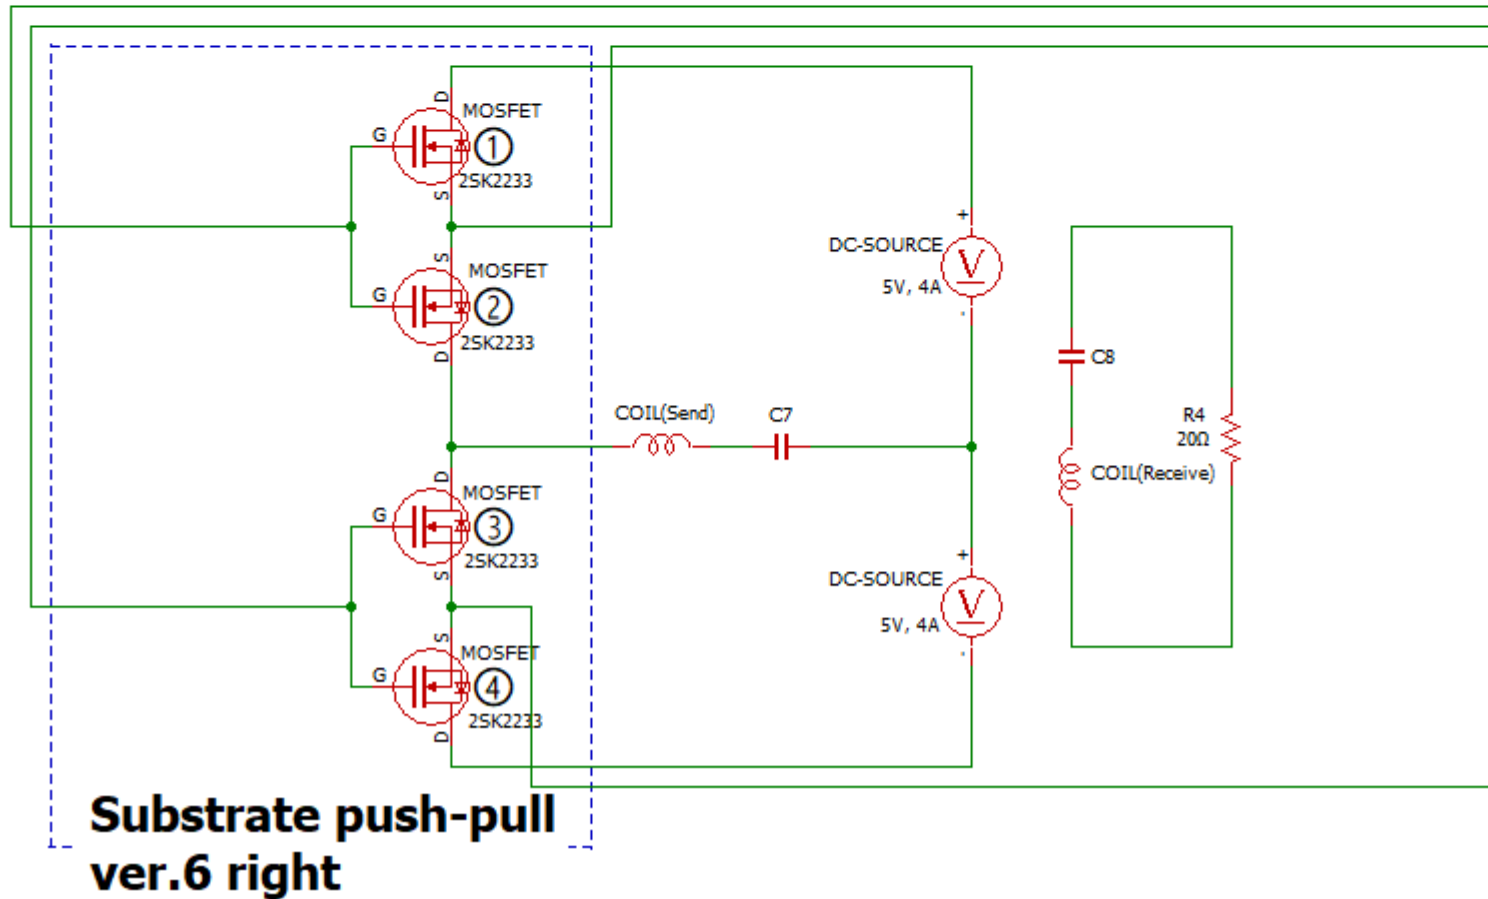 D
MOSFET
G
①
2SK2233
S
+
DC-SOURCE
V
5V, 4A
-
S
MOSFET
G
②
2SK2233
D
C8
COIL(Send)
C7
R4
20Ω
COIL(Receive)
D
MOSFET
G
③
2SK2233
S
+
DC-SOURCE
V
5V, 4A
-
S
MOSFET
G
④
2SK2233
D
Substrate push-pull
ver.6 right